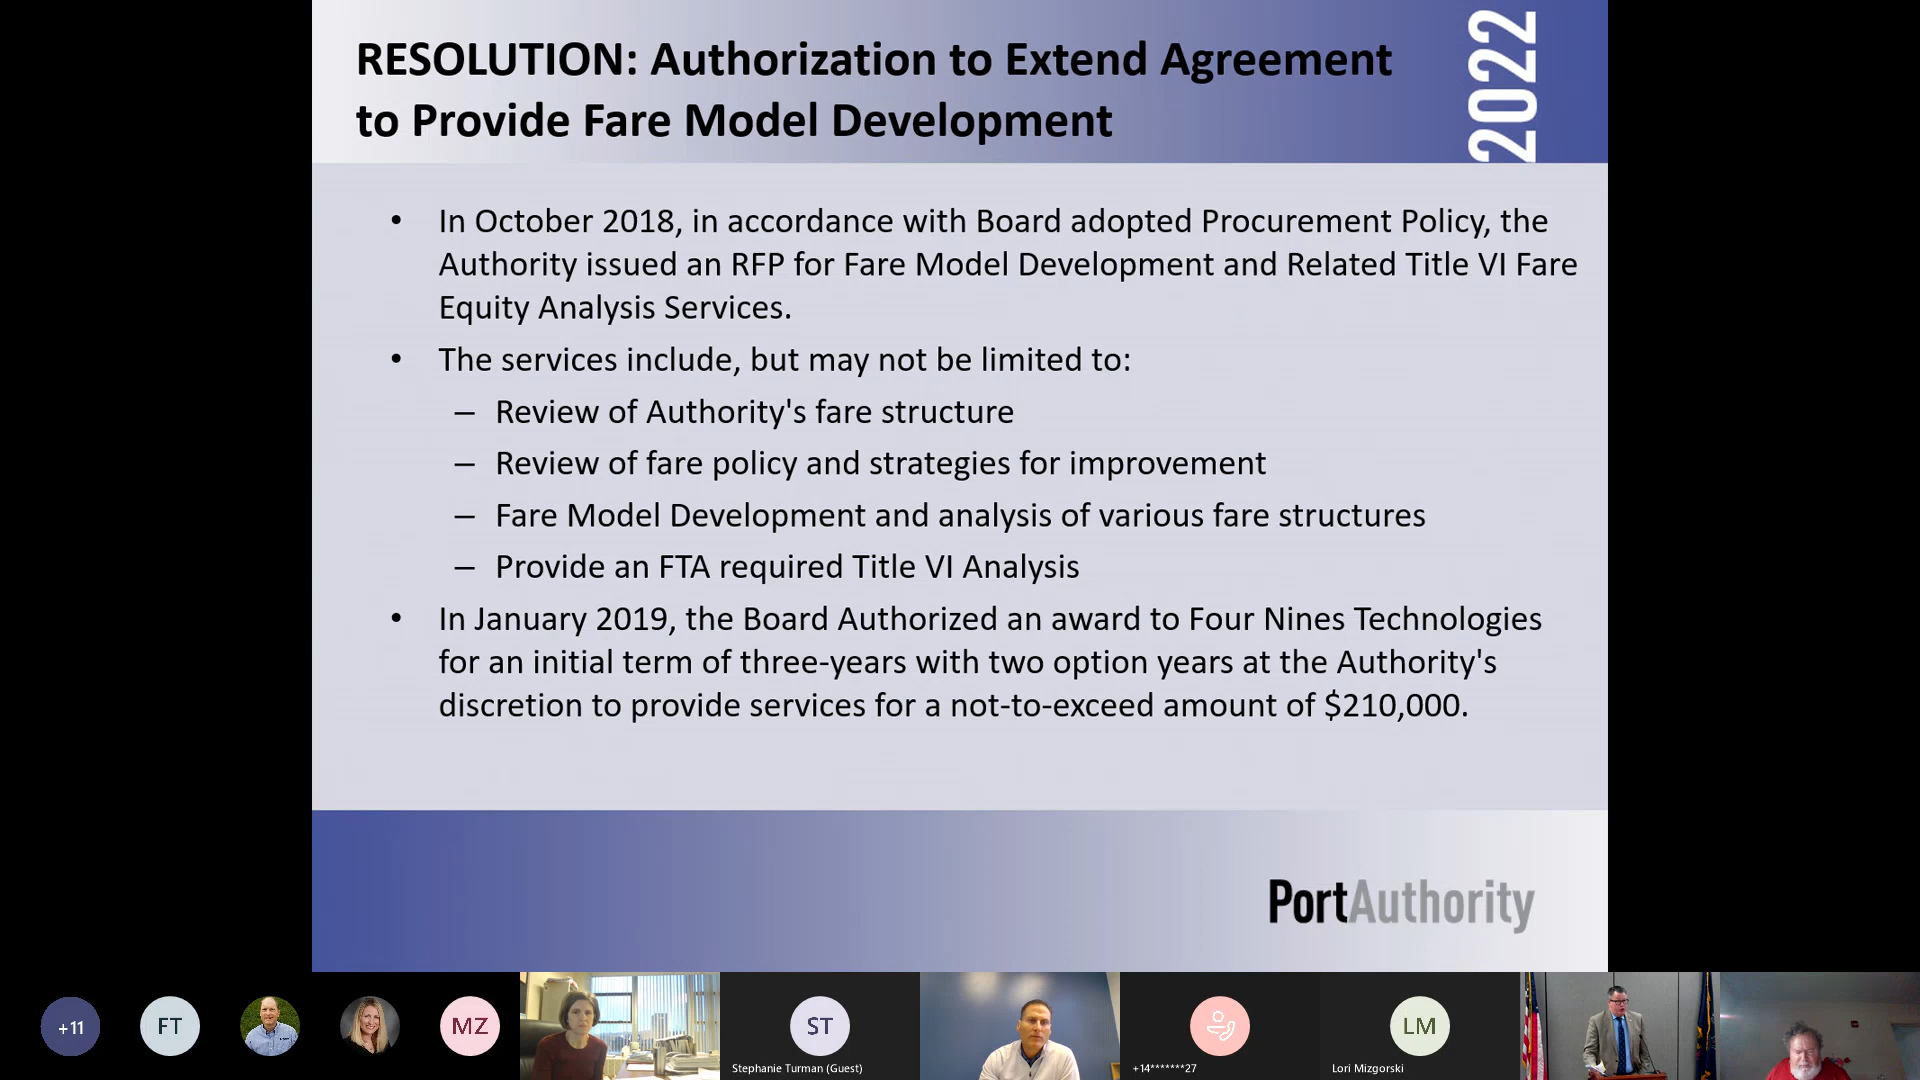 RESOLUTION: Authorization to Extend Agreement
to Provide Fare Model Development
2022
• In October 2018, in accordance with Board adopted Procurement Policy, the
Authority issued an RFP for Fare Model Development and Related Title VI Fare
Equity Analysis Services.
• The services include, but may not be limited to:
– Review of Authority's fare structure
– Review of fare policy and strategies for improvement
– Fare Model Development and analysis of various fare structures
– Provide an FTA required Title VI Analysis
• In January 2019, the Board Authorized an award to Four Nines Technologies
for an initial term of three-years with two option years at the Authority's
discretion to provide services for a not-to-exceed amount of $210,000.
PortAuthority
+11
FT
MZ
ST
Stephanie Turman (Guest)
+14*******27
LM
Lori Mizgorski